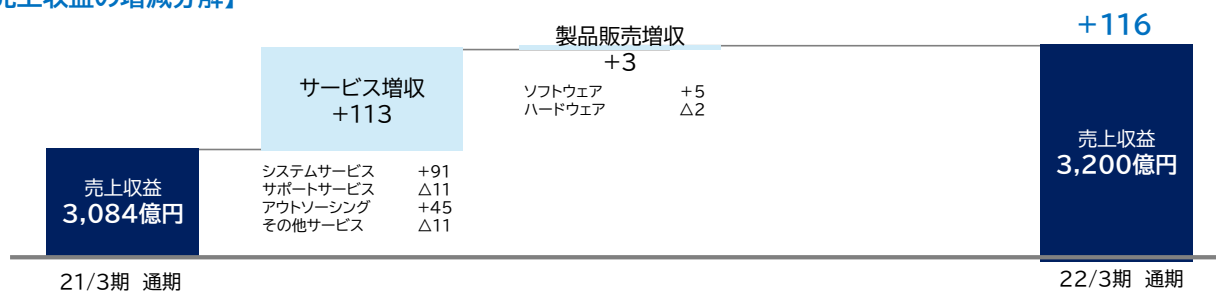 売上収益の増減分解】
+116
製品販売増収
+3
サービス増収
+113
ソフトウェア +5
ハードウェア △2
売上収益
3,200億円
システムサービス +91
サポートサービス △11
アウトソーシング +45
その他サービス △11
売上収益
3,084億円
21/3期 通期
22/3期 通期